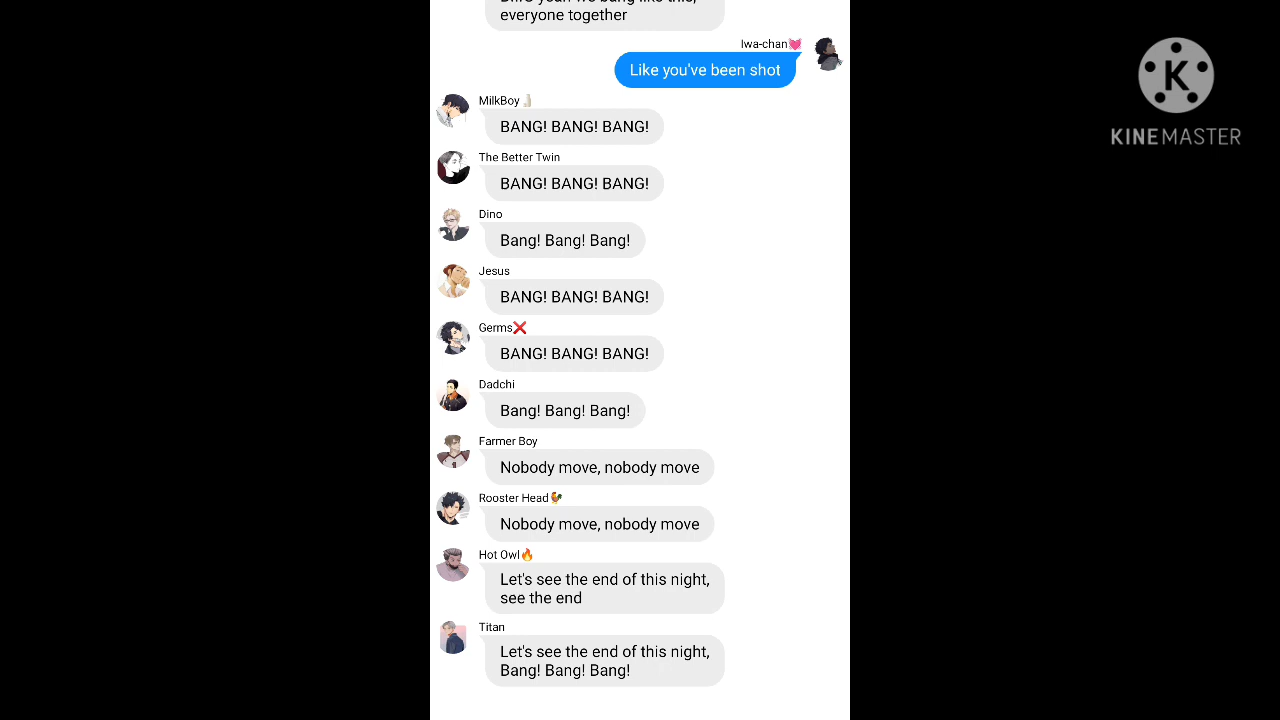 everyone together
Iwa-chan💓
Like you've been shot
MilkBoy🥛
BANG! BANG! BANG!
The Better Twin
BANG! BANG! BANG!
Dino
Bang! Bang! Bang!
Jesus
BANG! BANG! BANG!
Germs❌
BANG! BANG! BANG!
Dadchi
Bang! Bang! Bang!
Farmer Boy
Nobody move, nobody move
Rooster Head🐓
Nobody move, nobody move
Hot Owl🔥
Let's see the end of this night,
see the end
Titan
Let's see the end of this night,
Bang! Bang! Bang!
K
KINEMASTER